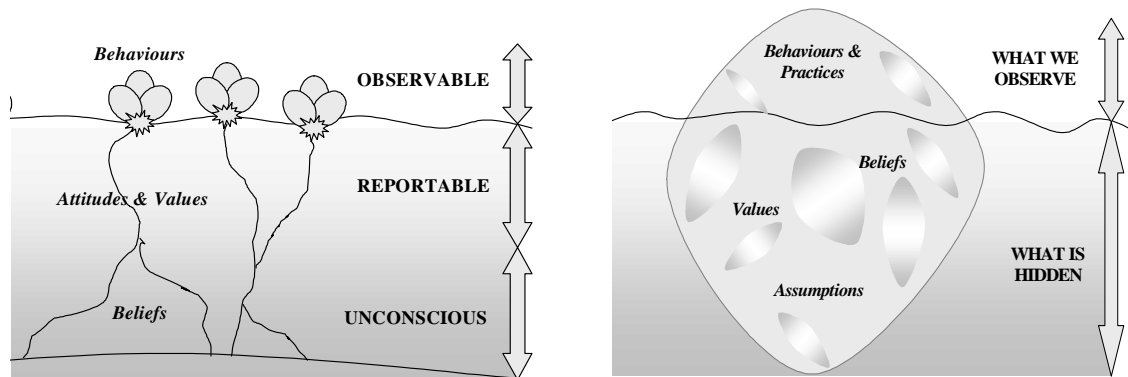 Behaviours
OBSERVABLE
REPORTABLE
Attitudes & Values
Beliefs
UNCONSCIOUS
Behaviours &
Practices
WHAT WE
OBSERVE
Beliefs
Values
WHAT IS
HIDDEN
Assumptions